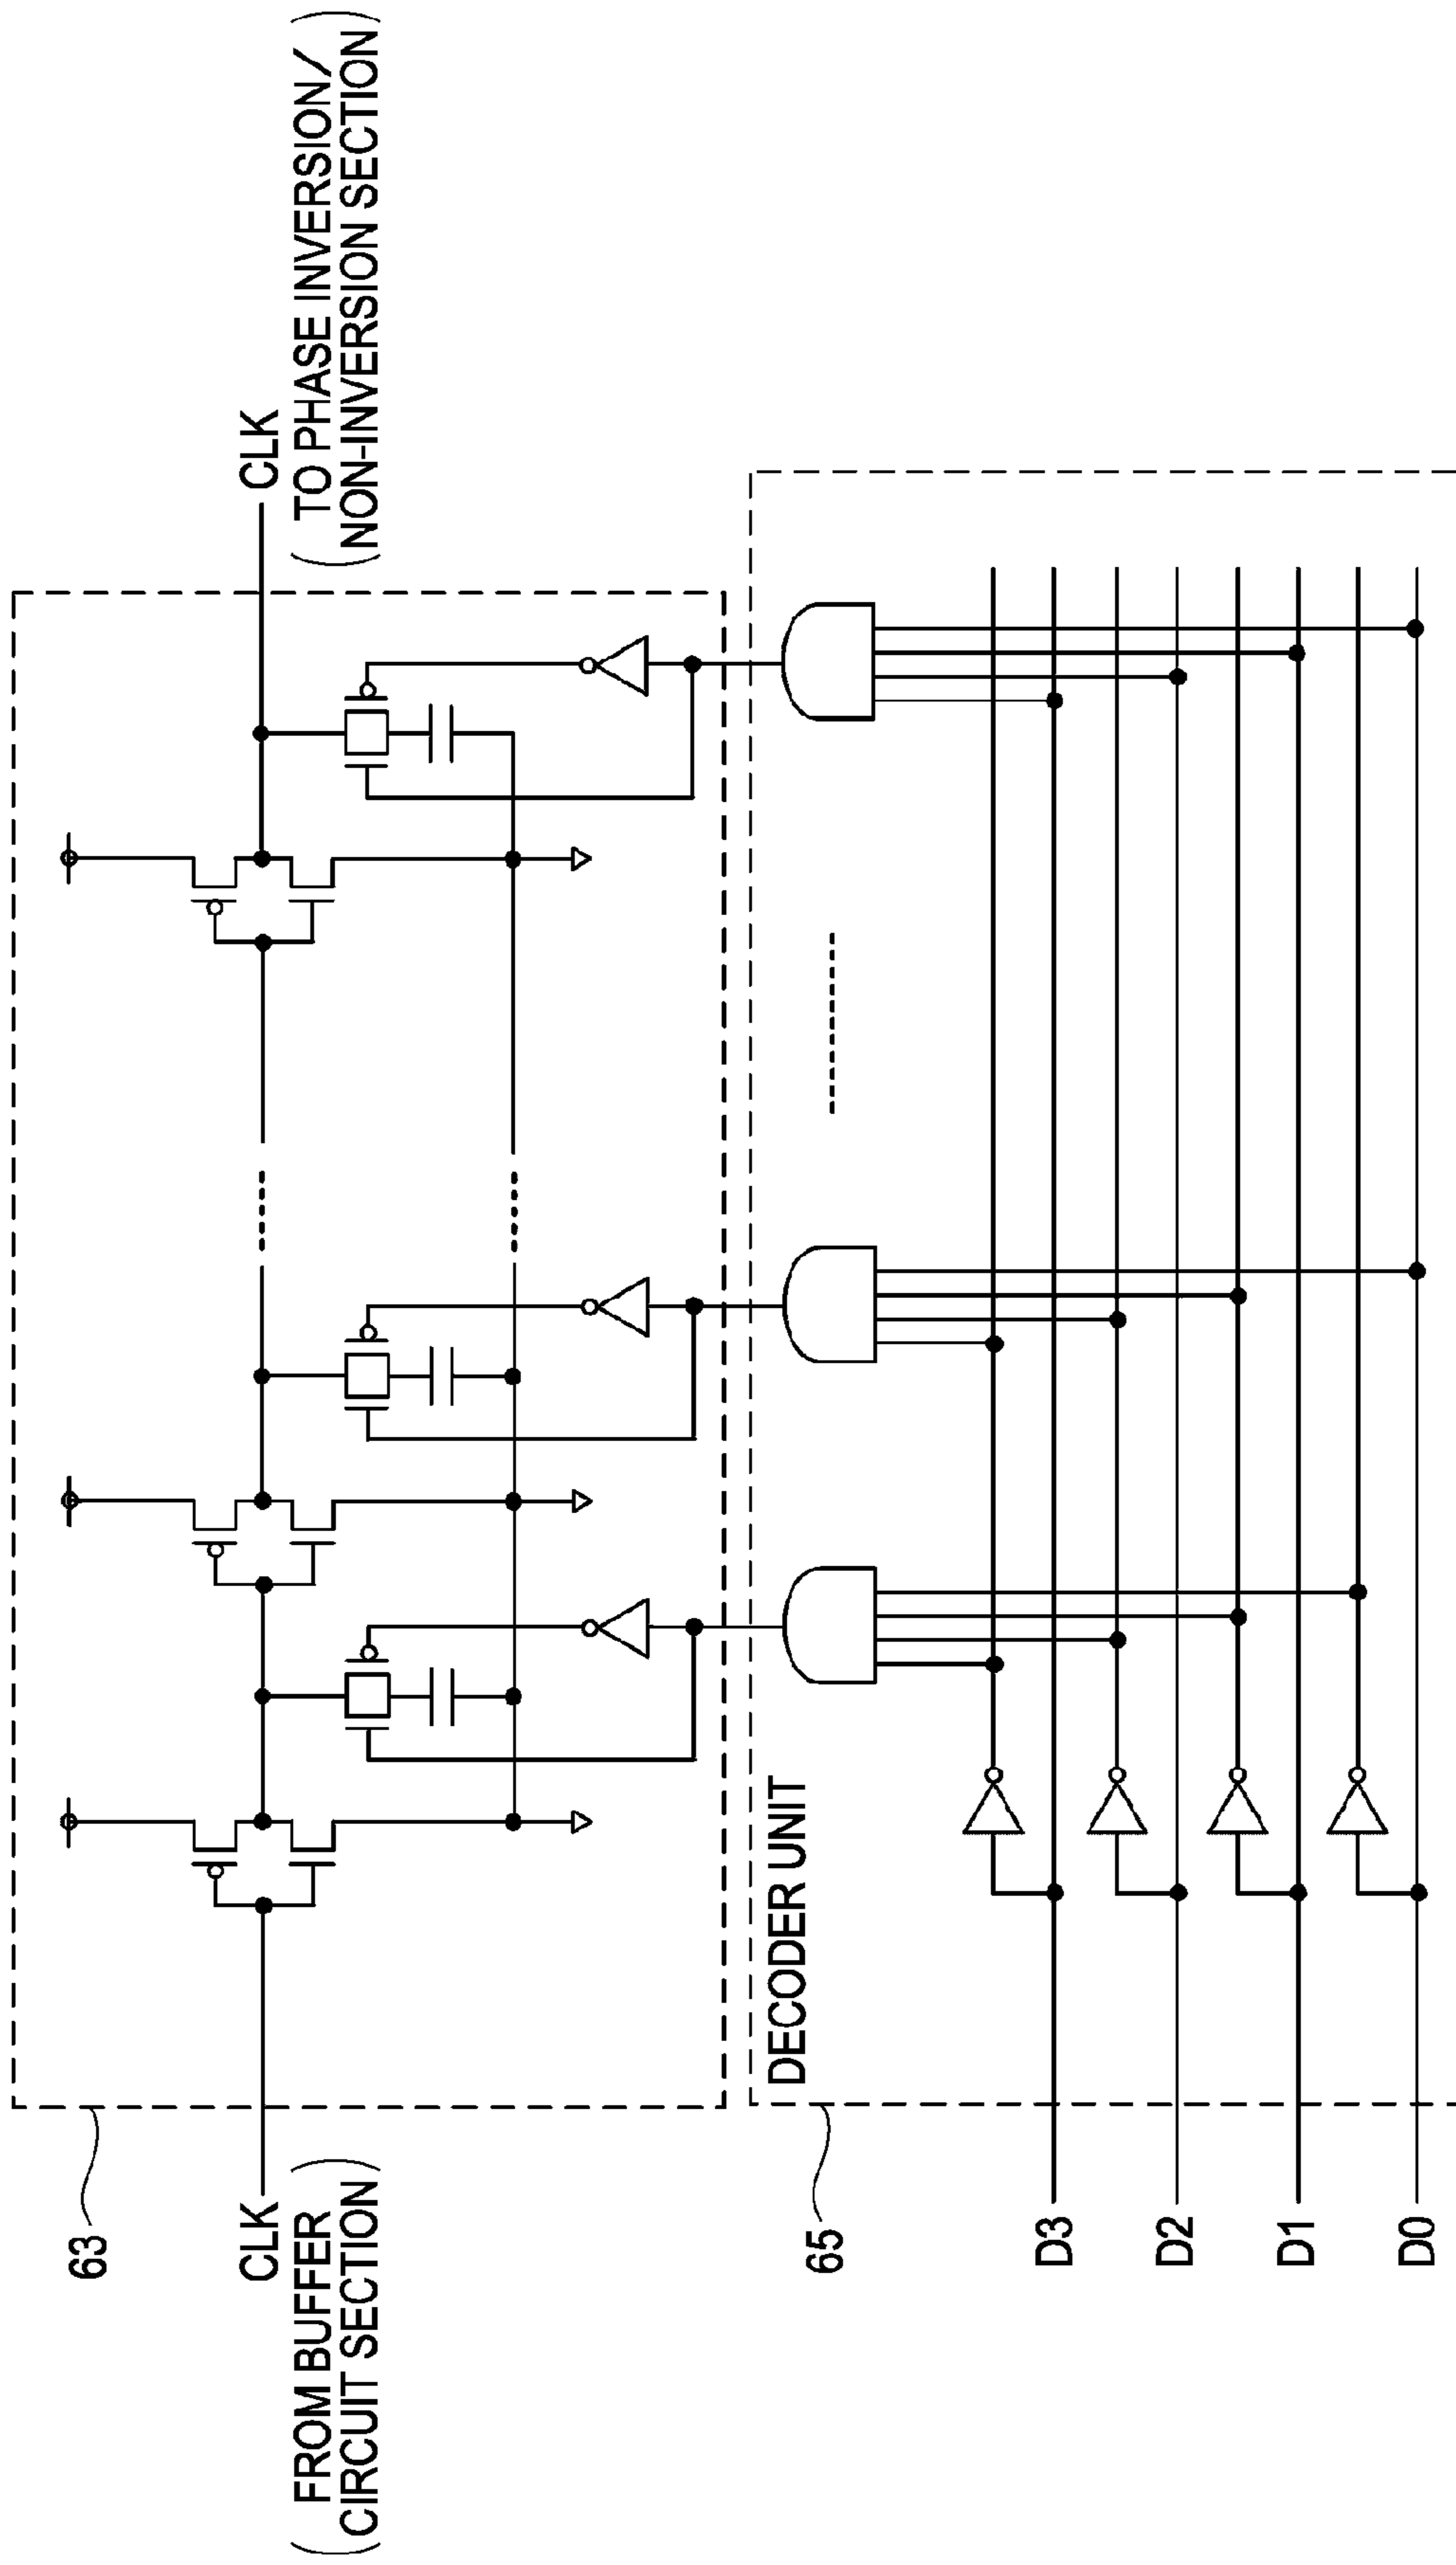 63
CLK
FROM BUFFER
CIRCUIT SECTION
CLK
TO PHASE INVERSION/
NON-INVERSION SECTION
65
DECODER UNIT
D3
D2
D1
D0